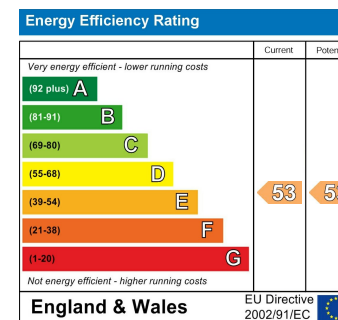 Energy Efficiency Rating
Current
Very energy efficient - lower running costs
(92 plus) A
(81-91) B
(69-80) C
(55-68) D
(39-54) E
53
(21-38) F
(1-20) G
Not energy efficient - higher running costs
England & Wales
EU Directive
2002/91/EC